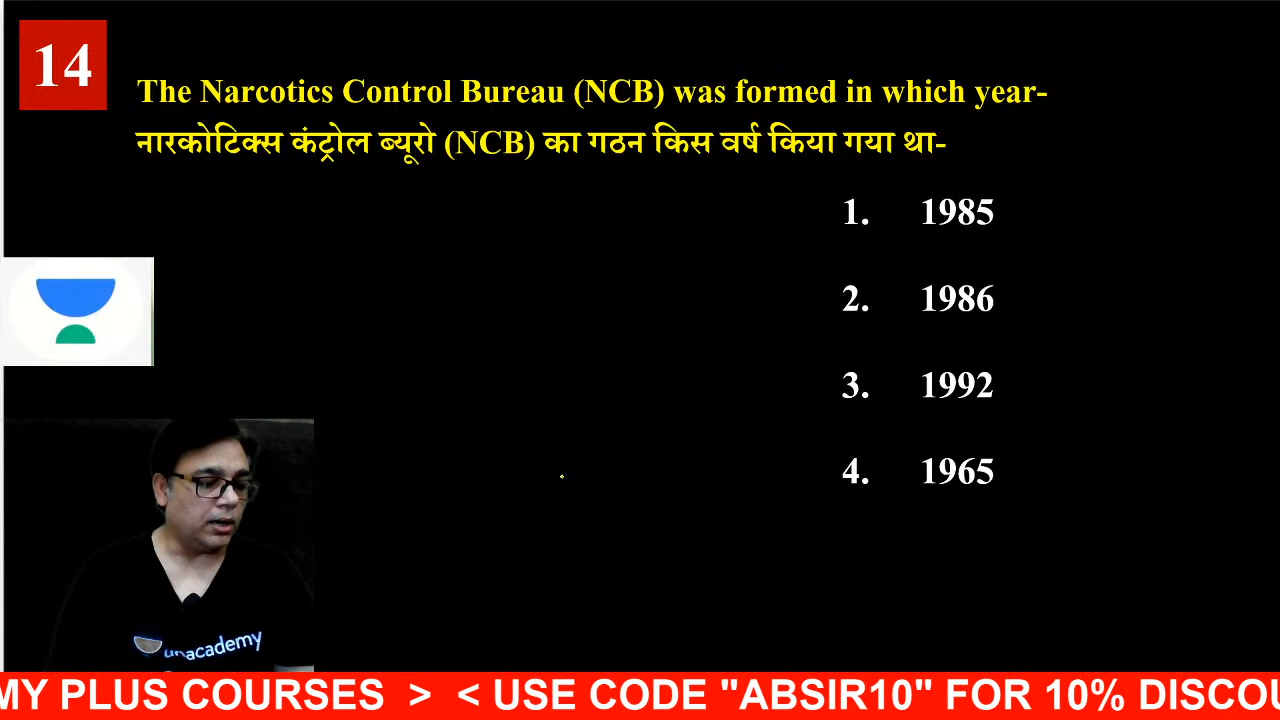 14
The Narcotics Control Bureau (NCB) was formed in which year-
नारकोटिक्स कंट्रोल ब्यूरो (NCB) का गठन किस वर्ष किया गया था-
1. 1985
2. 1986
3. 1992
4. 1965
unacademy
MY PLUS COURSES > < USE CODE "ABSIR10" FOR 10% DISCOU